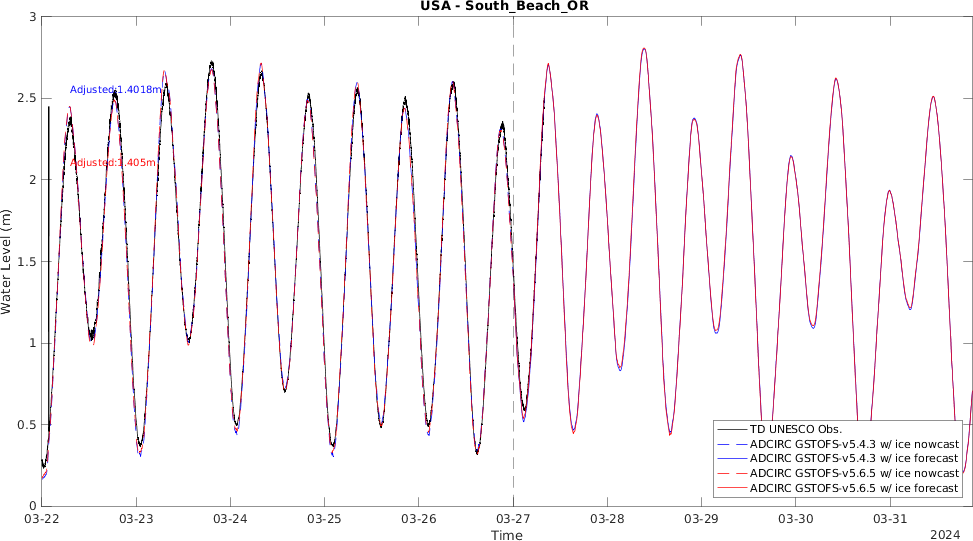 USA - South_Beach_OR
3
2.5
2
1.5
1
0.5
0
Water Level (m)
Adjusted:1.4018m
Adjusted:1.405m
TD UNESCO Obs.
ADCIRC GSTOFS-v5.4.3 w/ ice nowcast
ADCIRC GSTOFS-v5.4.3 w/ ice forecast
ADCIRC GSTOFS-v5.6.5 w/ ice nowcast
ADCIRC GSTOFS-v5.6.5 w/ ice forecast
03-22 03-23 03-24 03-25 03-26 03-27 03-28 03-29 03-30 03-31
Time
2024